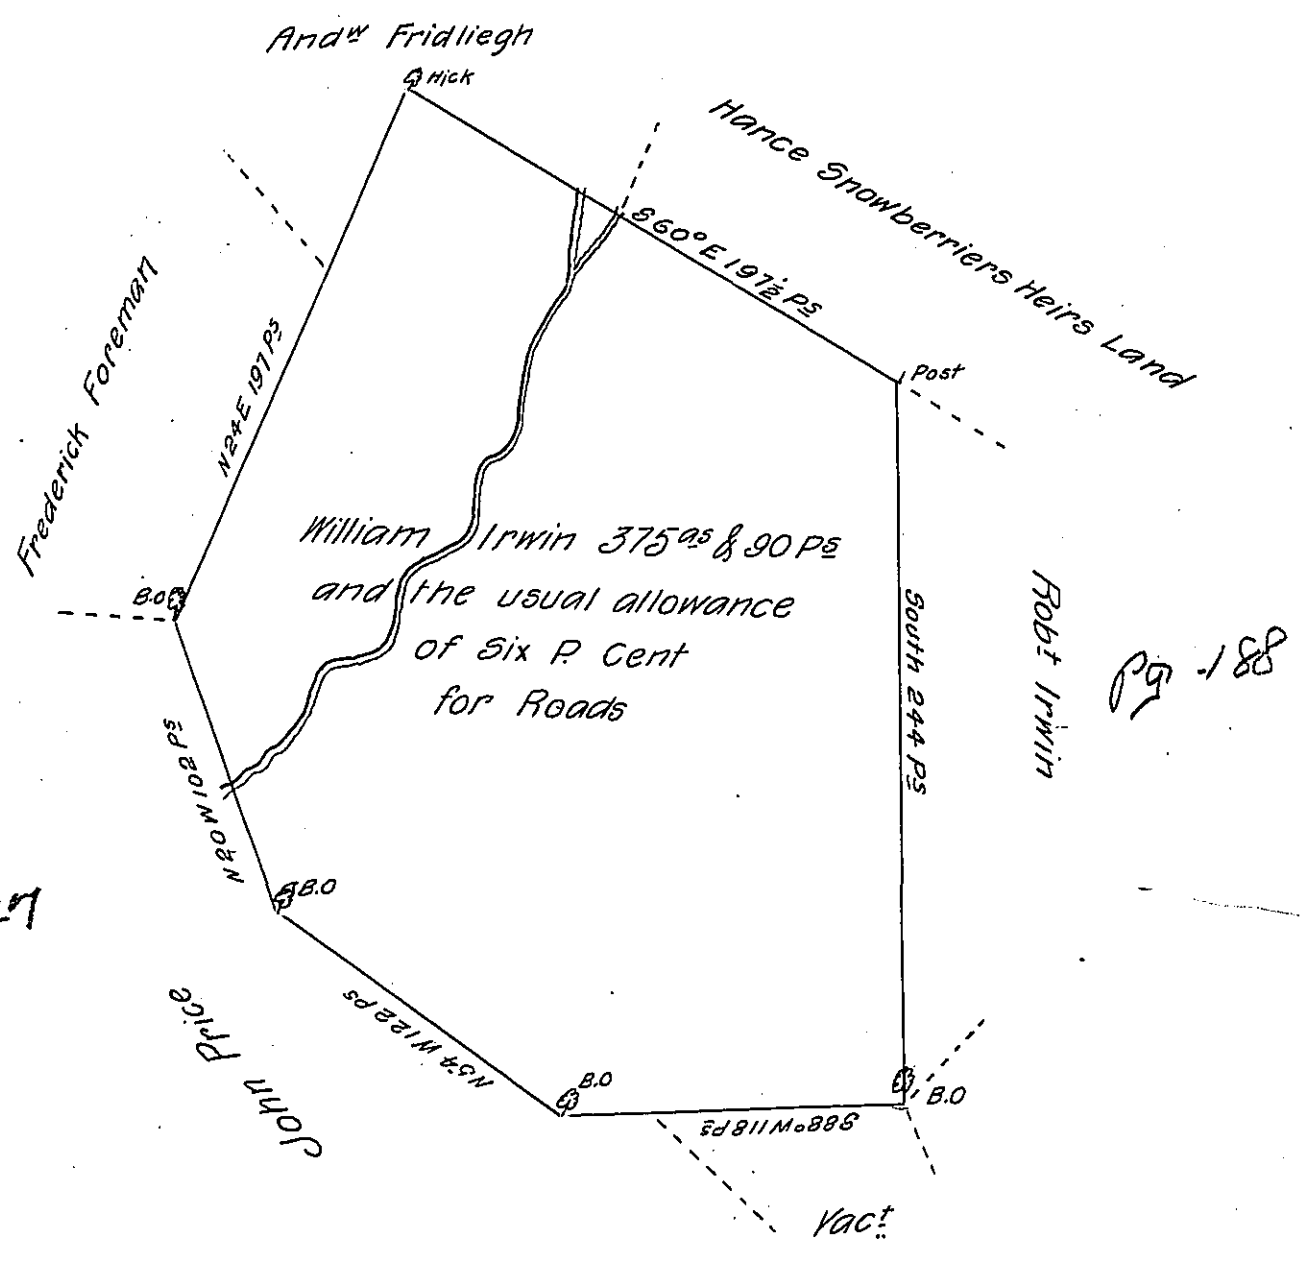 Andw Fridliegh
Hick
Hance Snowberriers Heirs Land
S60°E 197½ Ps
Post
Frederick Foreman
N24E 197 Ps
William Irwin 375as & 90 Ps
and the usual allowance
of Six P. Cent
for Roads
B.O
South 244 Ps
Robt Irwin
pg 188
N20W 102 Ps
B.O
John Price
N54W 122 Ps
B.O
S88°W 118 Ps
B.O
Vact